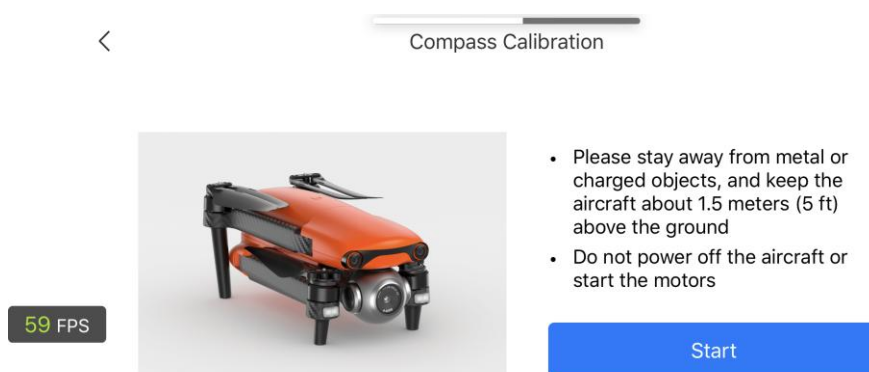 Compass Calibration
• Please stay away from metal or
charged objects, and keep the
aircraft about 1.5 meters (5 ft)
above the ground
• Do not power off the aircraft or
start the motors
59 FPS
Start